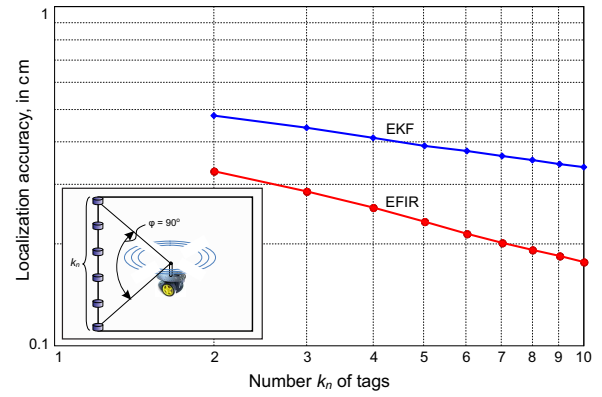 1
Localization accuracy, in cm
EKF
EFIR
φ = 90°
kn
0.1
1 2 3 4 5 6 7 8 9 10
Number kn of tags